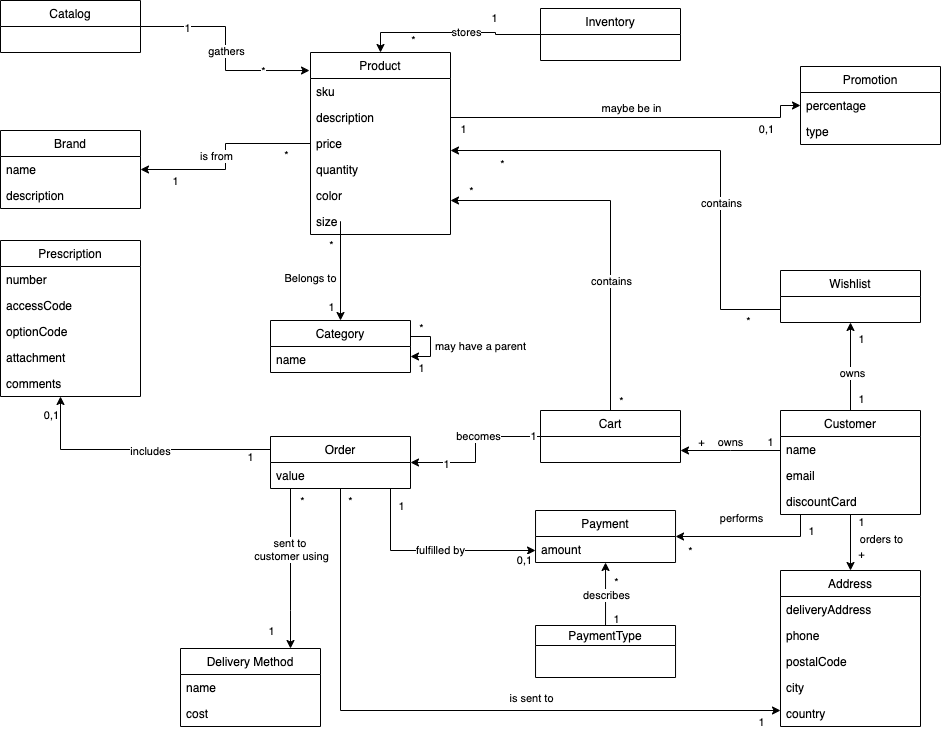 Catalog
1
gathers
*
Inventory
1
stores
*
Product
sku
description
price
quantity
color
size
Promotion
percentage
type
maybe be in
1
0,1
Brand
name
description
is from
*
1
*
contains
*
*
contains
*
Prescription
number
accessCode
optionCode
attachment
comments
*
Belongs to
1
Category
name
*
may have a parent
1
Wishlist
1
owns
1
0,1
includes
1
Order
value
becomes
1
1
Cart
+ owns 1
Customer
name
email
discountCard
*
sent to
customer using
1
*
1
fulfilled by
0,1
Payment
amount
performs
1
*
1
orders to
+
*
describes
1
PaymentType
Address
deliveryAddress
phone
postalCode
city
country
Delivery Method
name
cost
is sent to
1